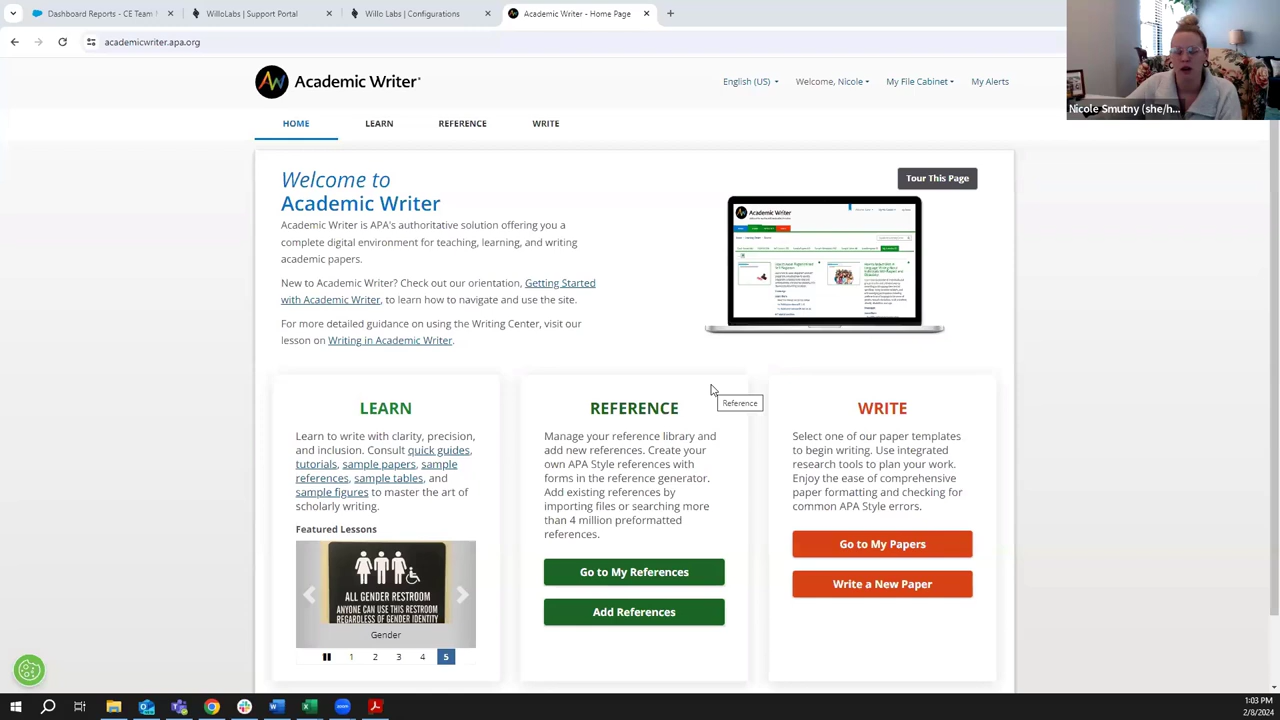 Dashboard Reports - CE Team
WilloLabs | Support Portal
Willo Labs | Configurations
Academic Writer - Home Page
academicwriter.apa.org
Nicole Smutny (she/h...
Academic Writer
English (US)
Welcome, Nicole
My File Cabinet
My Alerts
HOME
LEARN
REFERENCE
WRITE
Welcome to
Academic Writer
Tour This Page
Academic Writer is APA's authoritative solution offering you a
complete digital environment for teaching, learning, and writing
academic papers.
New to Academic Writer? Check out our orientation, Getting Started
with Academic Writer, to learn how to navigate and use the site.
For more detailed guidance on using the Writing Center, visit our
lesson on Writing in Academic Writer.
Academic Writer
LEARN
Learn to write with clarity, precision,
and inclusion. Consult quick guides,
tutorials, sample papers, sample
references, sample tables, and
sample figures to master the art of
scholarly writing.
Featured Lessons
ALL GENDER
RESTROOM
ANYONE CAN USE THIS RESTROOM
REGARDLESS OF GENDER IDENTITY
Gender
1 2 3 4 5
REFERENCE
Reference
Manage your reference library and
add new references. Create your
own APA Style references with
forms in the reference generator.
Add existing references by
importing files or searching more
than 4 million preformatted
references.
Go to My References
Add References
WRITE
Select one of our paper templates
to begin writing. Use integrated
research tools to plan your work.
Enjoy the ease of comprehensive
paper formatting and checking for
common APA Style errors.
Go to My Papers
Write a New Paper
1:03 PM
2/8/2024